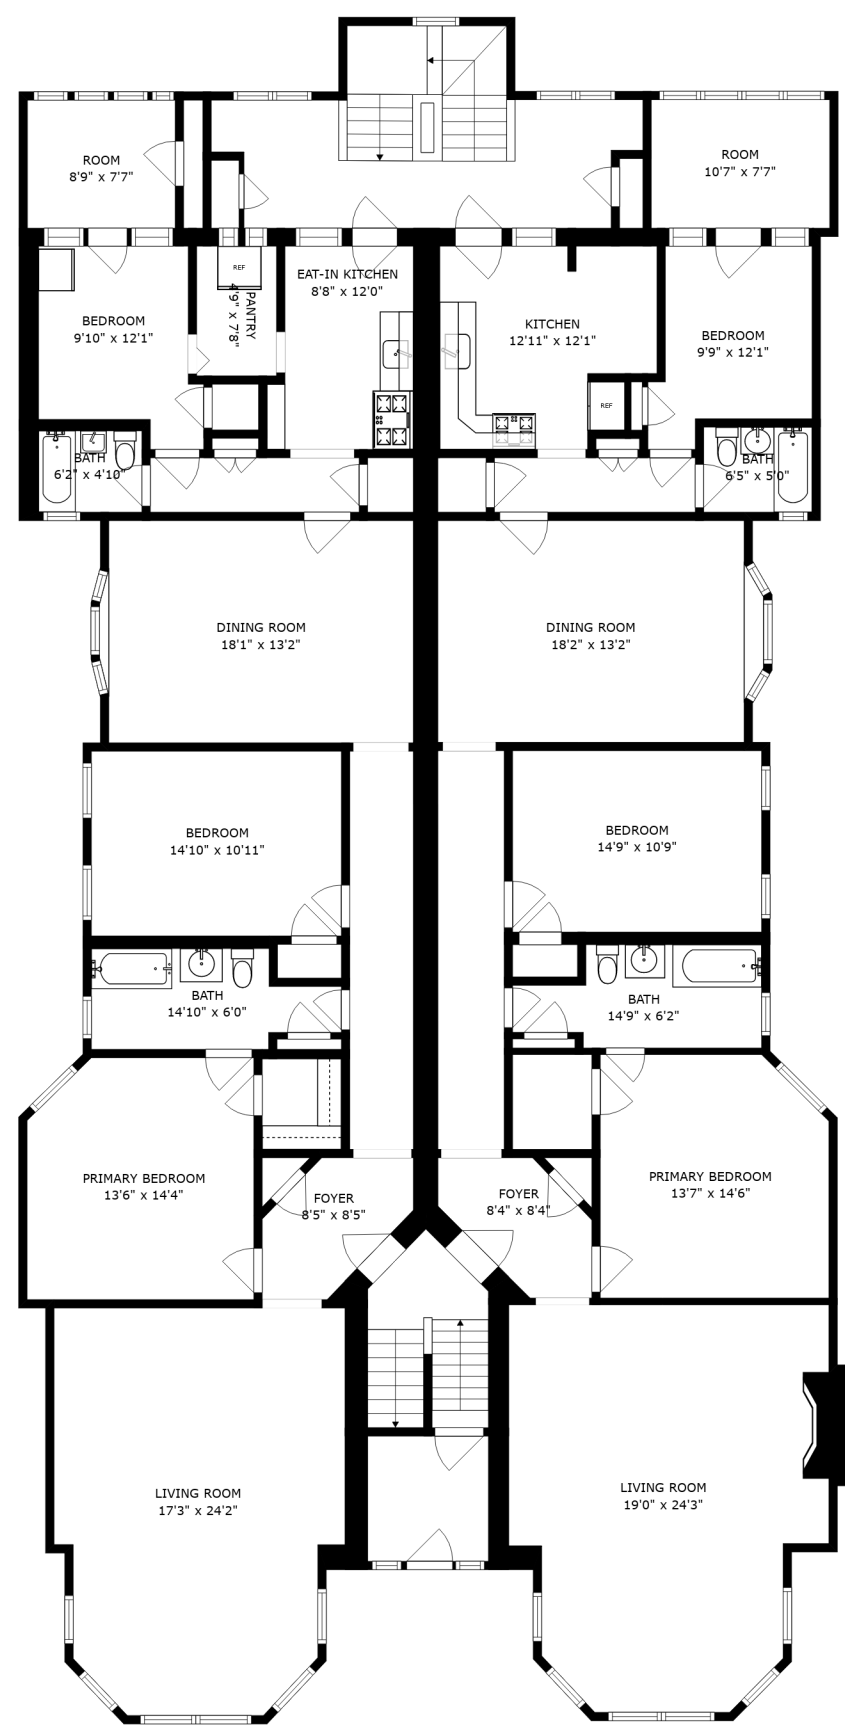 ROOM
8'9" x 7'7"
ROOM
10'7" x 7'7"
REF
EAT-IN KITCHEN
8'8" x 12'0"
PANTRY
4'9" x 7'8"
BEDROOM
9'10" x 12'1"
KITCHEN
12'11" x 12'1"
BEDROOM
9'9" x 12'1"
REF
BATH
6'2" x 4'10"
BATH
6'5" x 5'0"
DINING ROOM
18'1" x 13'2"
DINING ROOM
18'2" x 13'2"
BEDROOM
14'10" x 10'11"
BEDROOM
14'9" x 10'9"
BATH
14'10" x 6'0"
BATH
14'9" x 6'2"
PRIMARY BEDROOM
13'6" x 14'4"
FOYER
8'5" x 8'5"
FOYER
8'4" x 8'4"
PRIMARY BEDROOM
13'7" x 14'6"
LIVING ROOM
17'3" x 24'2"
LIVING ROOM
19'0" x 24'3"